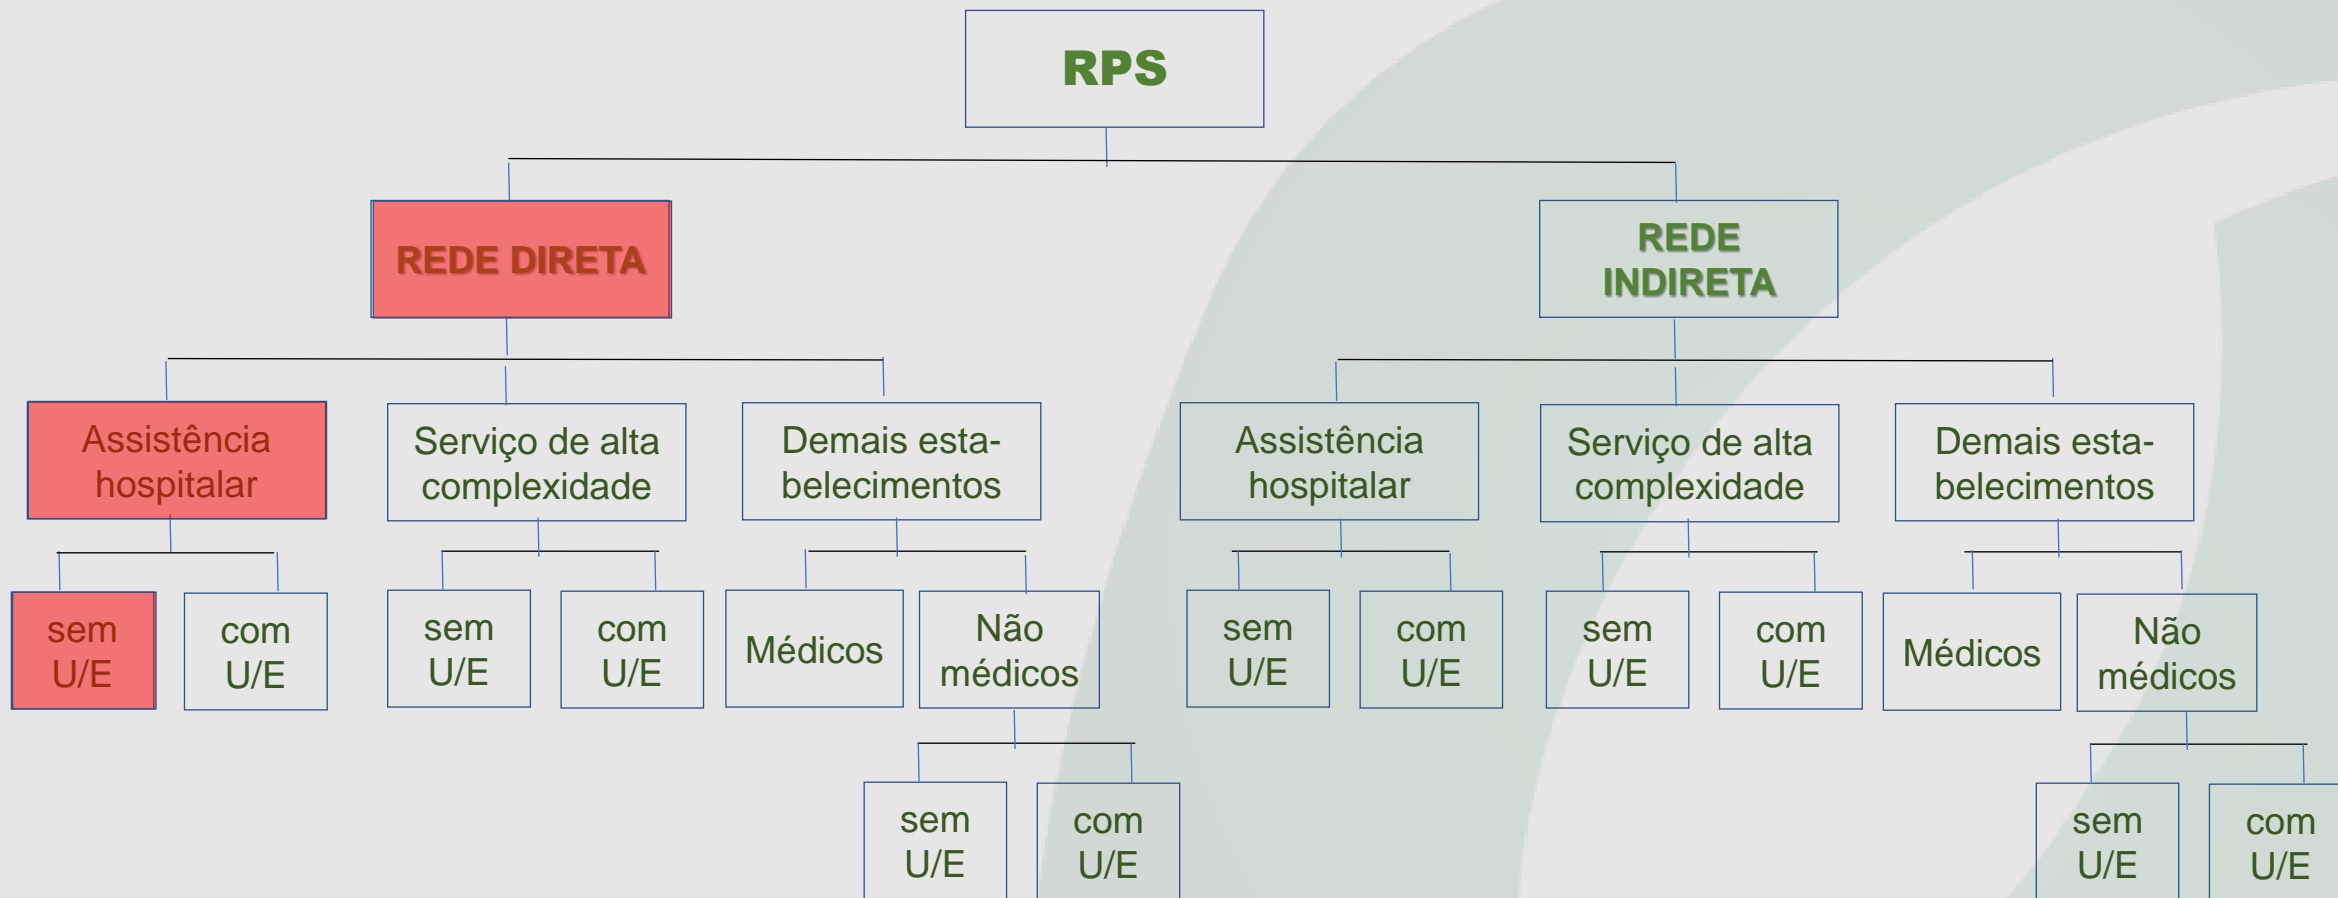 RPS
REDE DIRETA
REDE
INDIRETA
Assistência
hospitalar
Serviço de alta
complexidade
Demais esta-
belecimentos
Assistência
hospitalar
Serviço de alta
complexidade
Demais esta-
belecimentos
sem
U/E
com
U/E
sem
U/E
com
U/E
Médicos
Não
médicos
sem
U/E
com
U/E
sem
U/E
com
U/E
Médicos
Não
médicos
sem
U/E
com
U/E
sem
U/E
com
U/E